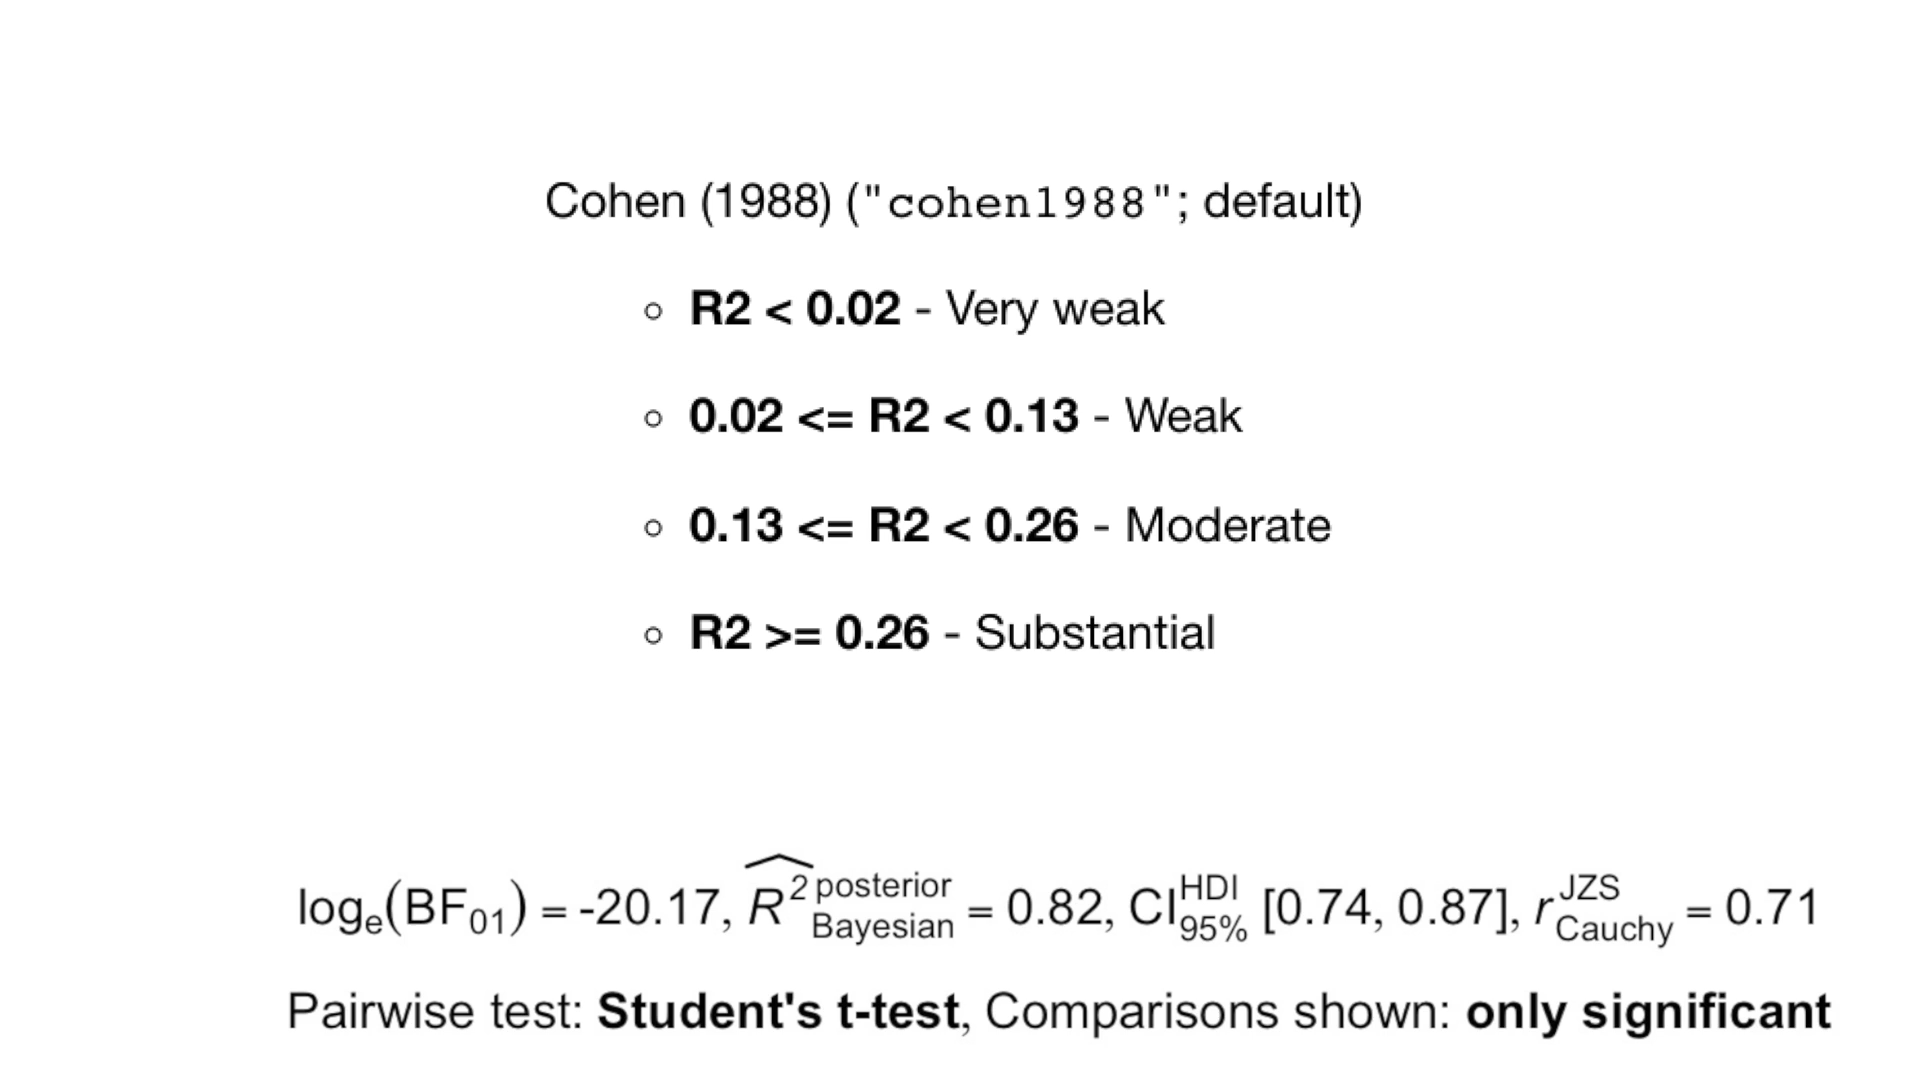 Cohen (1988) ("cohen1988"; default)
◦ R2 < 0.02 - Very weak
◦ 0.02 <= R2 < 0.13 - Weak
◦ 0.13 <= R2 < 0.26 - Moderate
◦ R2 >= 0.26 - Substantial
logₑ(BF₀₁) = -20.17, R̂² posterior Bayesian = 0.82, CI HDI 95% [0.74, 0.87], r JZS Cauchy = 0.71
Pairwise test: Student's t-test, Comparisons shown: only significant